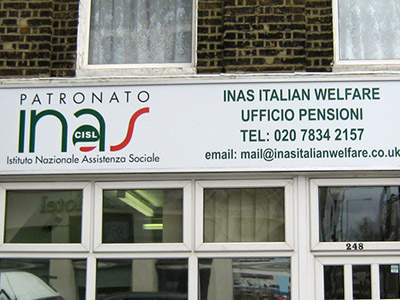 PATRONATO
inas
CISL
Istituto Nazionale Assistenza Sociale
INAS ITALIAN WELFARE
UFFICIO PENSIONI
TEL: 020 7834 2157
email: mail@inasitalianwelfare.co.uk
248